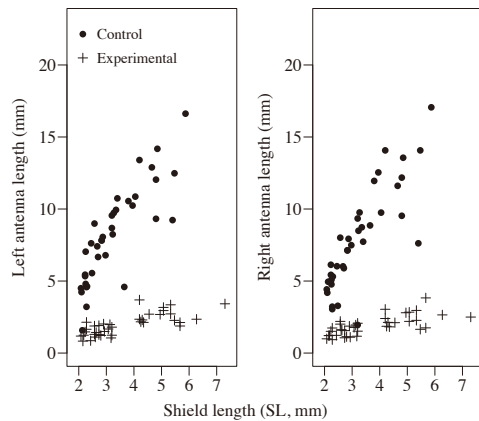 Control
Experimental
Left antenna length (mm)
20
15
10
5
0
2 3 4 5 6 7
Right antenna length (mm)
20
15
10
5
0
2 3 4 5 6 7
Shield length (SL, mm)